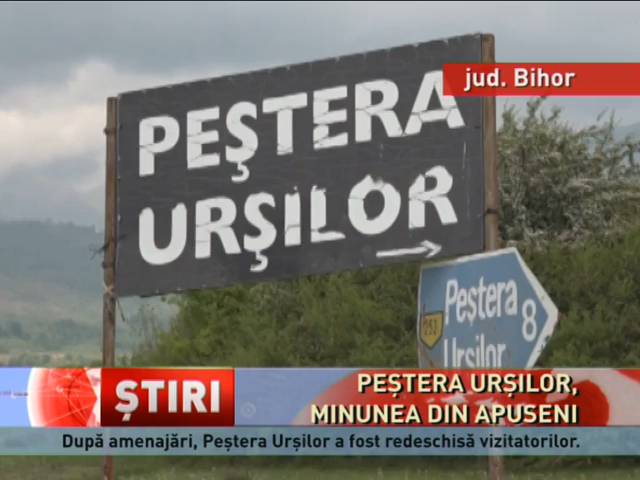 jud. Bihor
PEŞTERA
URŞILOR
Peştera
Urşilor
8
253
ŞTIRI
PEŞTERA URŞILOR,
MINUNEA DIN APUSENI
După amenajări, Peştera Urşilor a fost redeschisă vizitatorilor.